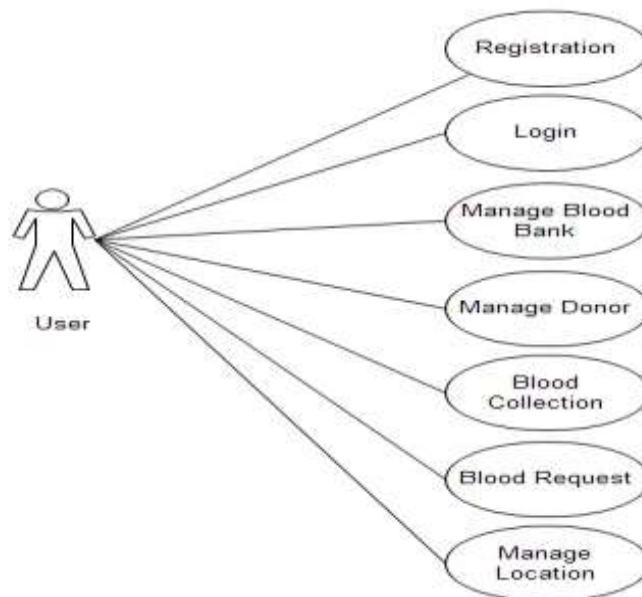 Registration
Login
Manage Blood
Bank
User
Manage Donor
Blood
Collection
Blood Request
Manage
Location